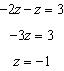 −2z − z = 3
−3z = 3
z = −1